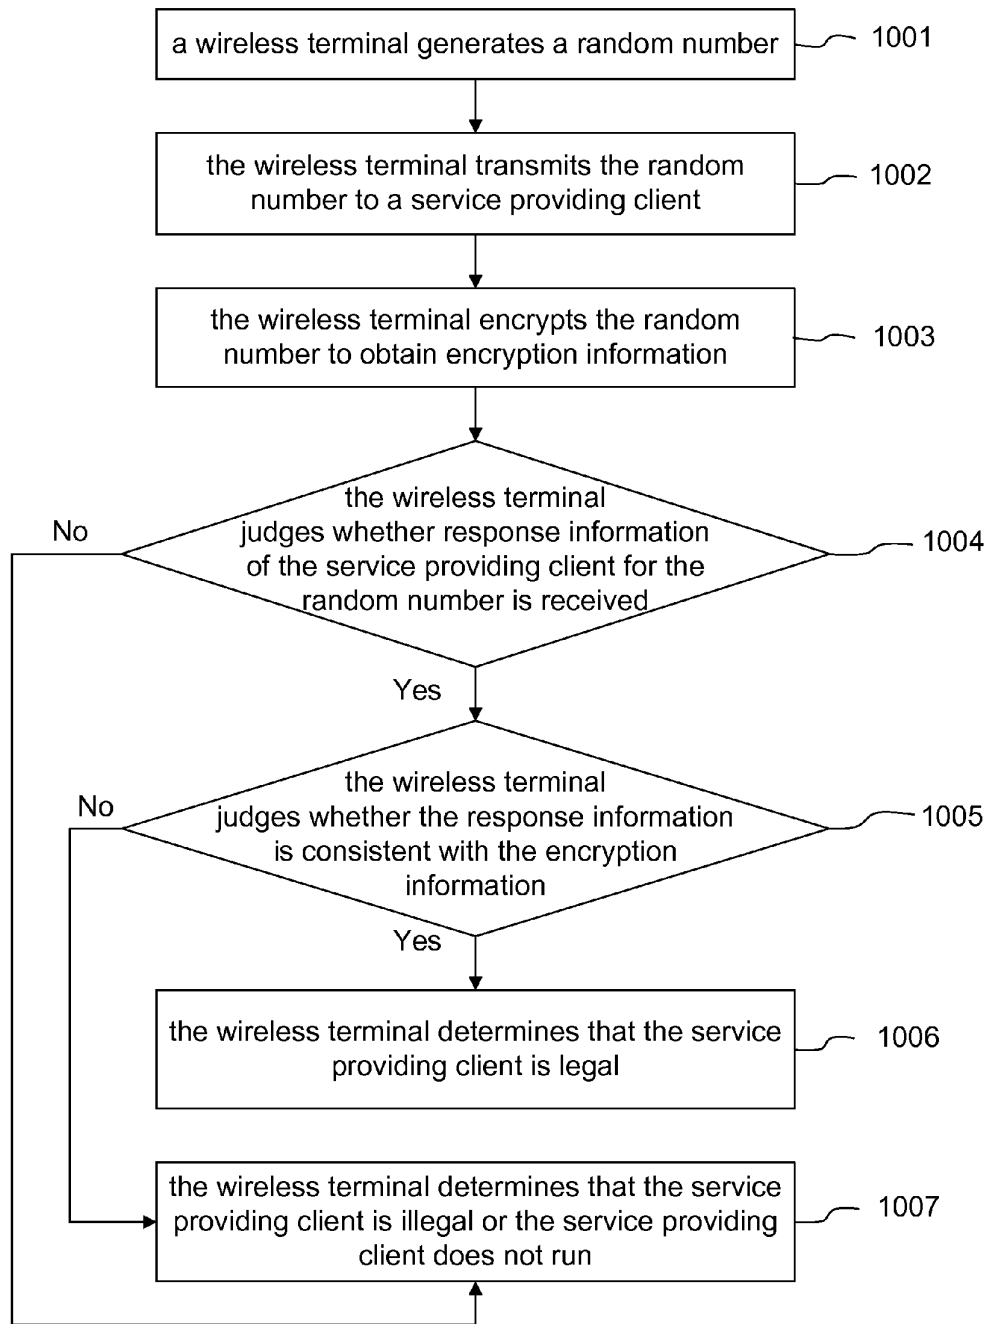 a wireless terminal generates a random number
1001
the wireless terminal transmits the random
number to a service providing client
1002
the wireless terminal encrypts the random
number to obtain encryption information
1003
the wireless terminal
judges whether response information
of the service providing client for the
random number is received
1004
No
Yes
the wireless terminal
judges whether the response information
is consistent with the encryption
information
1005
No
Yes
the wireless terminal determines that the service
providing client is legal
1006
the wireless terminal determines that the service
providing client is illegal or the service providing
client does not run
1007